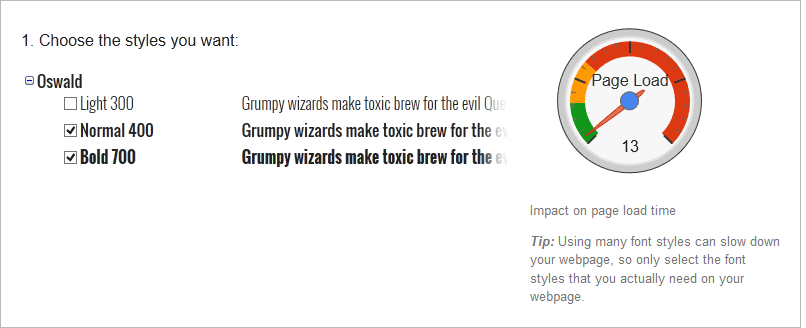 1. Choose the styles you want:
Oswald
Light 300 Grumpy wizards make toxic brew for the evil Que
Normal 400 Grumpy wizards make toxic brew for the ev
Bold 700 Grumpy wizards make toxic brew for the ev
Page Load
13
Impact on page load time
Tip: Using many font styles can slow down
your webpage, so only select the font
styles that you actually need on your
webpage.